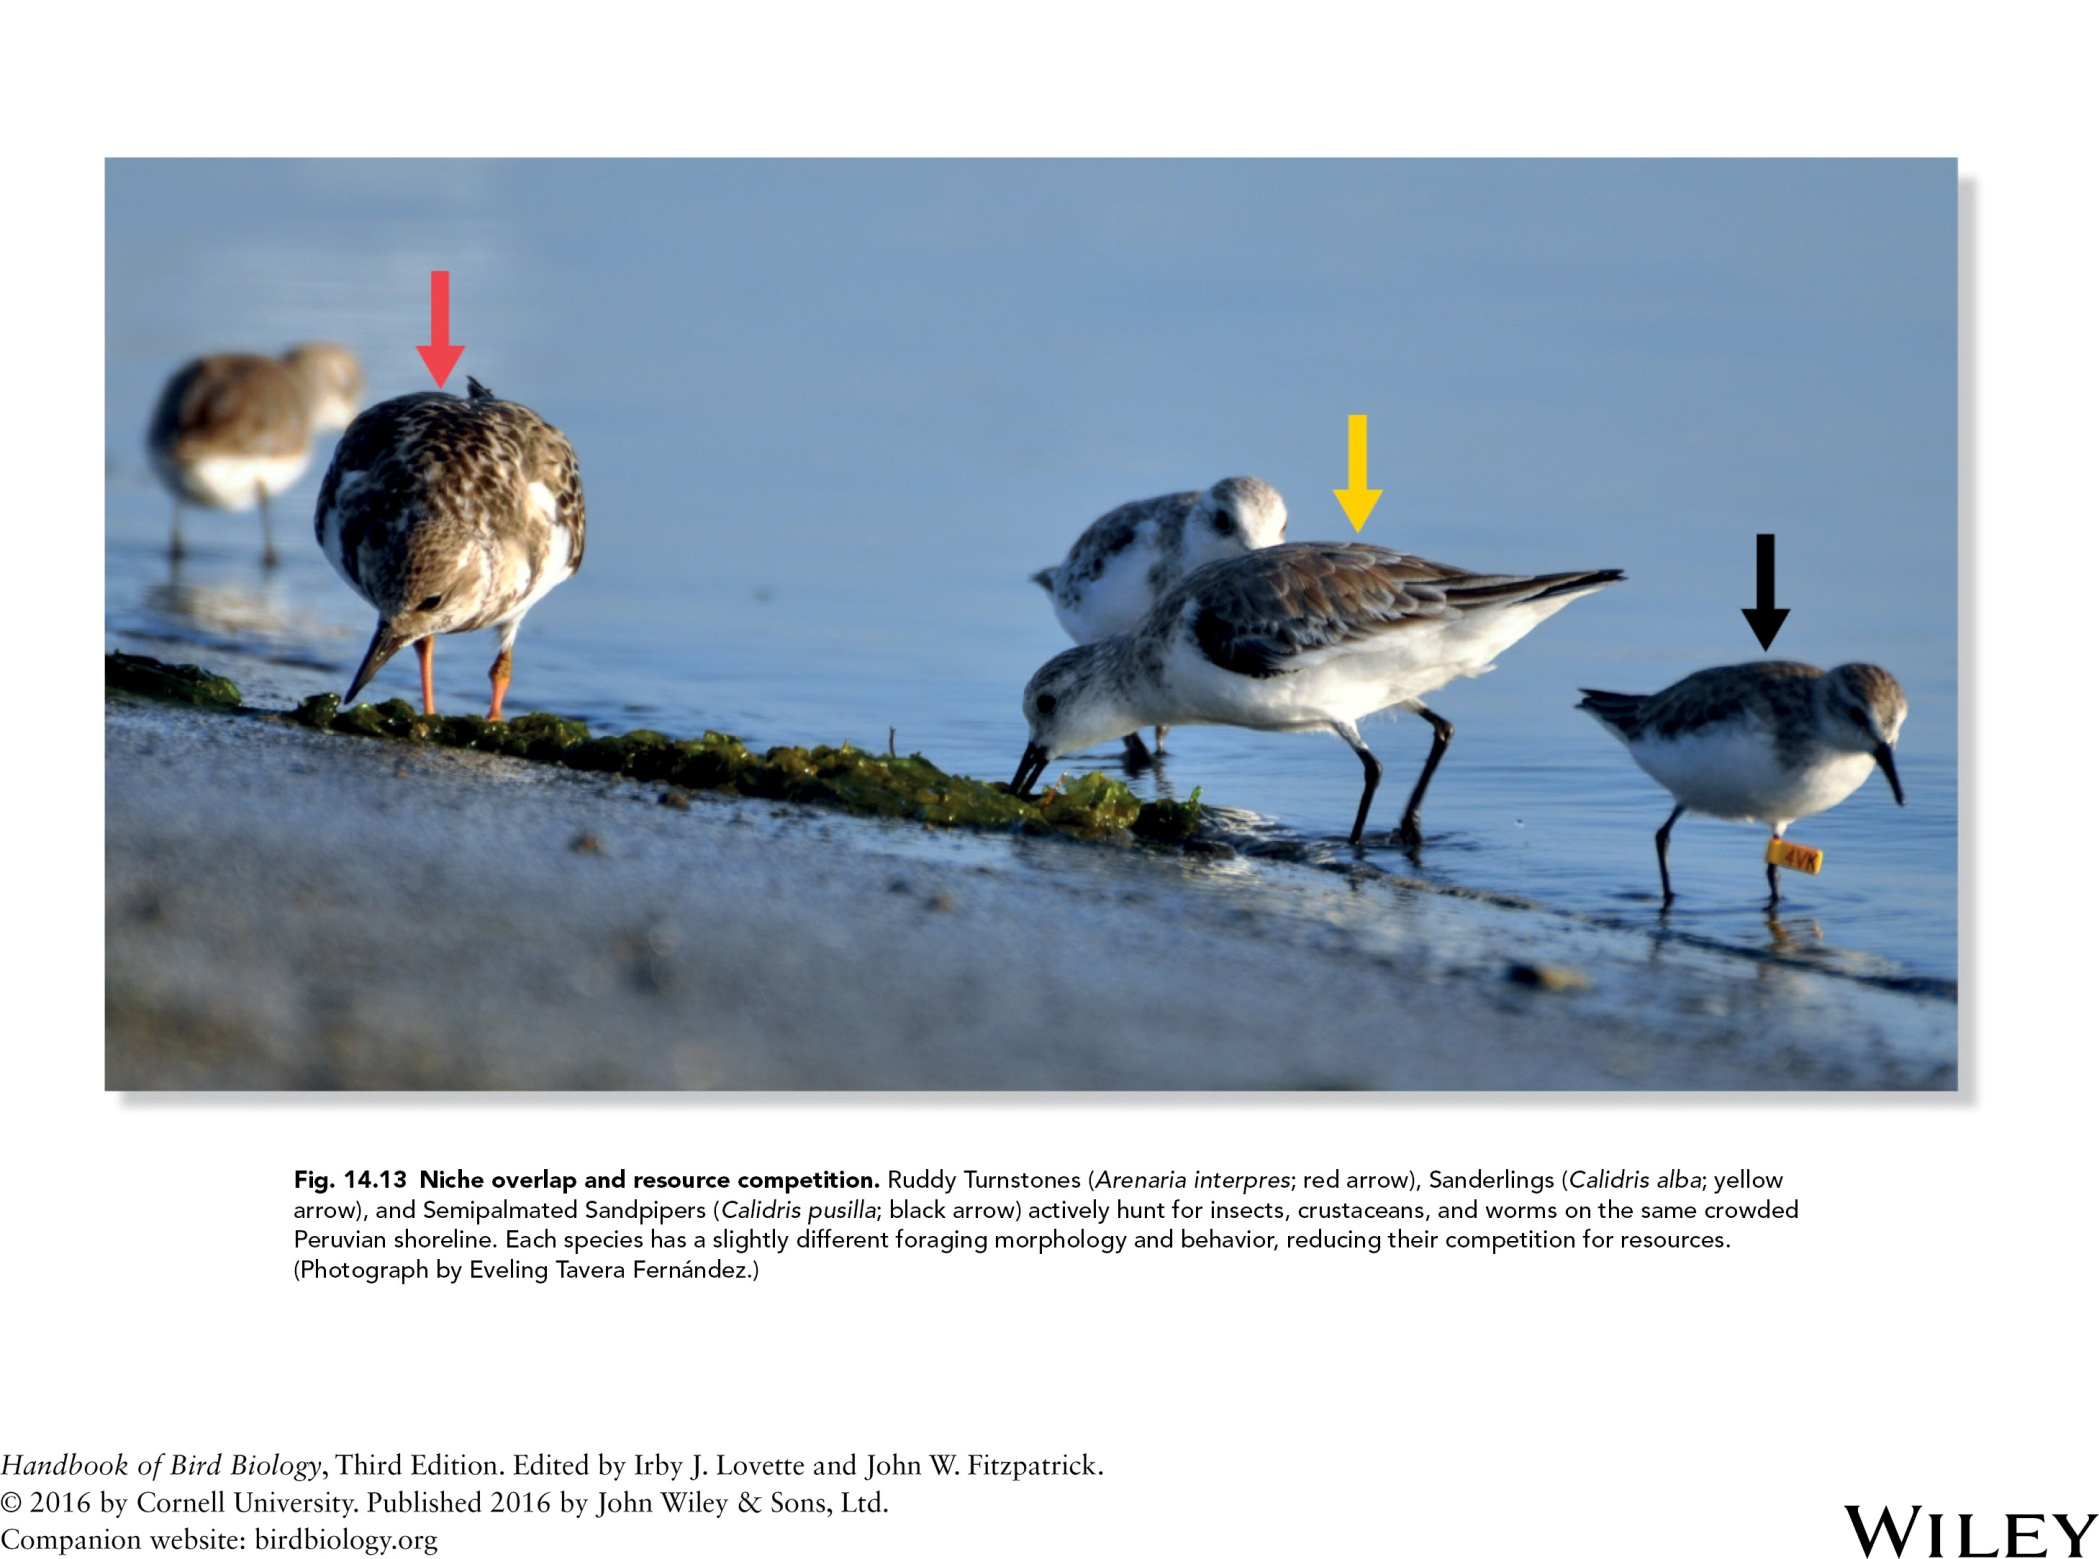 4VK
Fig. 14.13 Niche overlap and resource competition. Ruddy Turnstones (Arenaria interpres; red arrow), Sanderlings (Calidris alba; yellow
arrow), and Semipalmated Sandpipers (Calidris pusilla; black arrow) actively hunt for insects, crustaceans, and worms on the same crowded
Peruvian shoreline. Each species has a slightly different foraging morphology and behavior, reducing their competition for resources.
(Photograph by Eveling Tavera Fernández.)
Handbook of Bird Biology, Third Edition. Edited by Irby J. Lovette and John W. Fitzpatrick.
© 2016 by Cornell University. Published 2016 by John Wiley & Sons, Ltd.
Companion website: birdbiology.org
WILEY